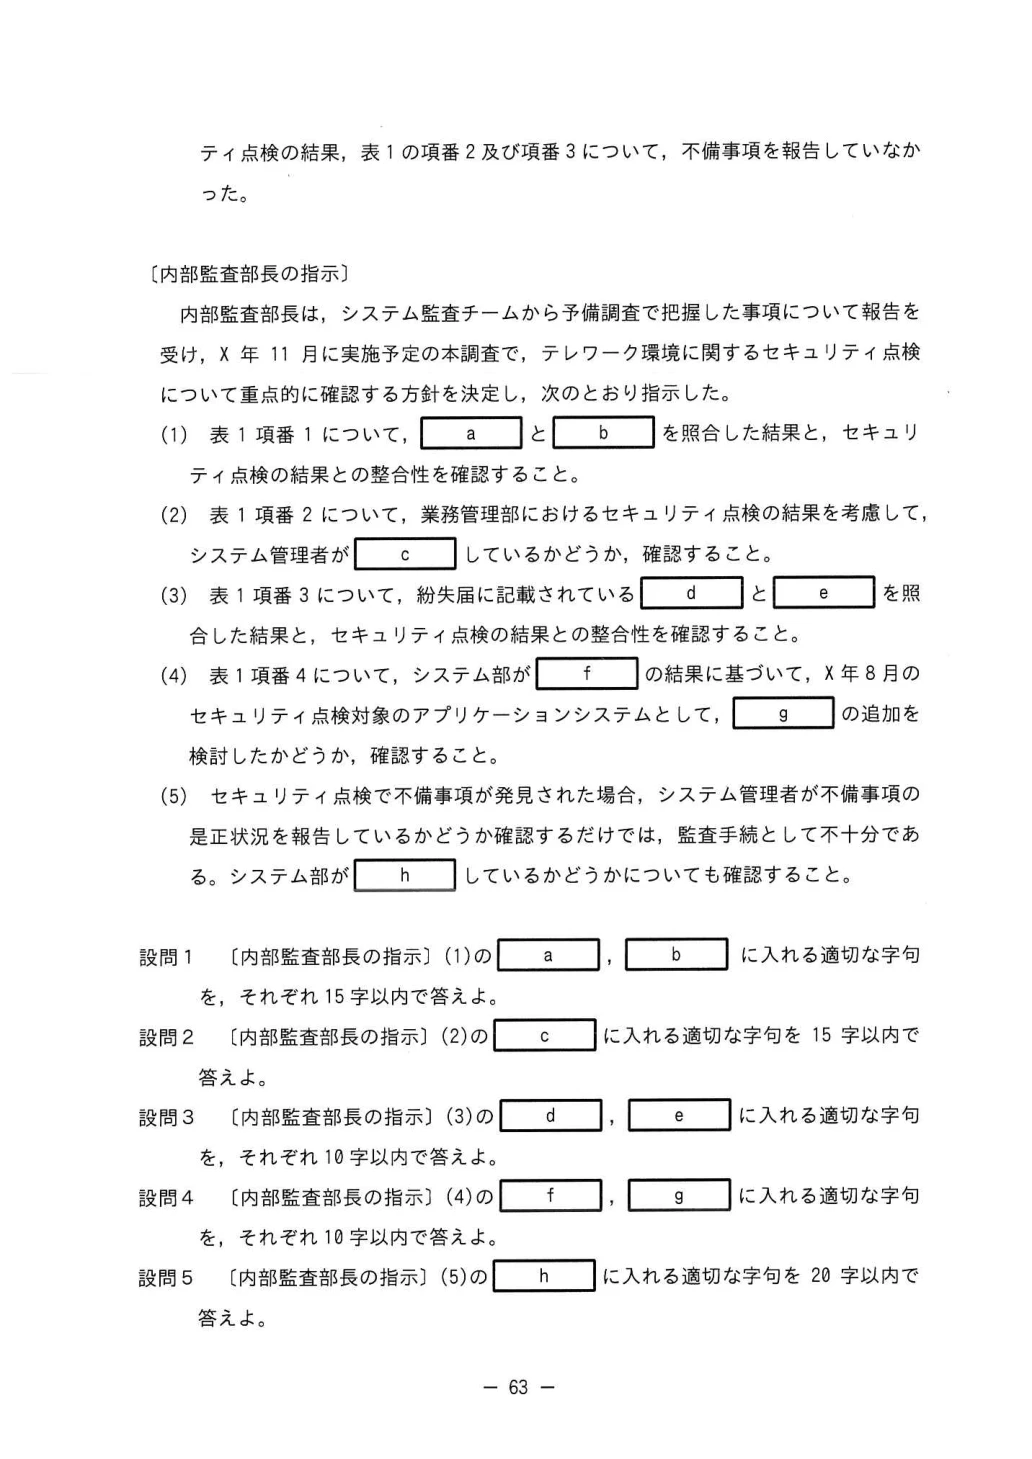 ティ点検の結果，表1の項番2及び項番3について，不備事項を報告していなか
った。
〔内部監査部長の指示〕
内部監査部長は，システム監査チームから予備調査で把握した事項について報告を
受け，X 年 11 月に実施予定の本調査で，テレワーク環境に関するセキュリティ点検
について重点的に確認する方針を決定し，次のとおり指示した。
(1) 表1項番1について， a と b を照合した結果と，セキュリ
ティ点検の結果との整合性を確認すること。
(2) 表1項番2について，業務管理部におけるセキュリティ点検の結果を考慮して，
システム管理者が c しているかどうか，確認すること。
(3) 表1項番3について，紛失届に記載されている d と e を照
合した結果と，セキュリティ点検の結果との整合性を確認すること。
(4) 表1項番4について，システム部が f の結果に基づいて，X年8月の
セキュリティ点検対象のアプリケーションシステムとして， g の追加を
検討したかどうか，確認すること。
(5) セキュリティ点検で不備事項が発見された場合，システム管理者が不備事項の
是正状況を報告しているかどうか確認するだけでは，監査手続として不十分であ
る。システム部が h しているかどうかについても確認すること。
設問1 〔内部監査部長の指示〕(1)の a ， b に入れる適切な字句
を，それぞれ15字以内で答えよ。
設問2 〔内部監査部長の指示〕(2)の c に入れる適切な字句を 15 字以内で
答えよ。
設問3 〔内部監査部長の指示〕(3)の d ， e に入れる適切な字句
を，それぞれ10字以内で答えよ。
設問4 〔内部監査部長の指示〕(4)の f ， g に入れる適切な字句
を，それぞれ10字以内で答えよ。
設問5 〔内部監査部長の指示〕(5)の h に入れる適切な字句を 20 字以内で
答えよ。
－ 63 －